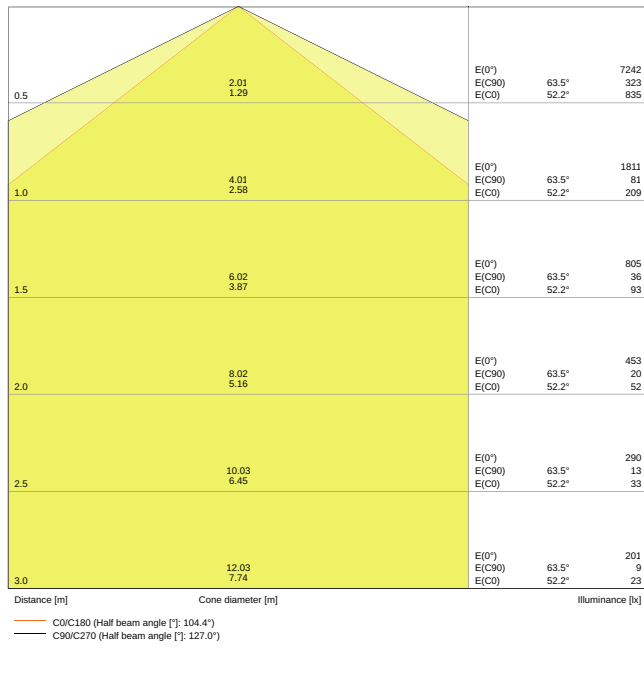 E(0°) 7242
2.01 E(C90) 63.5° 323
0.5 1.29 E(C0) 52.2° 835
E(0°) 1811
4.01 E(C90) 63.5° 81
1.0 2.58 E(C0) 52.2° 209
E(0°) 805
6.02 E(C90) 63.5° 36
1.5 3.87 E(C0) 52.2° 93
E(0°) 453
8.02 E(C90) 63.5° 20
2.0 5.16 E(C0) 52.2° 52
E(0°) 290
10.03 E(C90) 63.5° 13
2.5 6.45 E(C0) 52.2° 33
E(0°) 201
12.03 E(C90) 63.5° 9
3.0 7.74 E(C0) 52.2° 23
Distance [m] Cone diameter [m] Illuminance [lx]
C0/C180 (Half beam angle [°]: 104.4°)
C90/C270 (Half beam angle [°]: 127.0°)